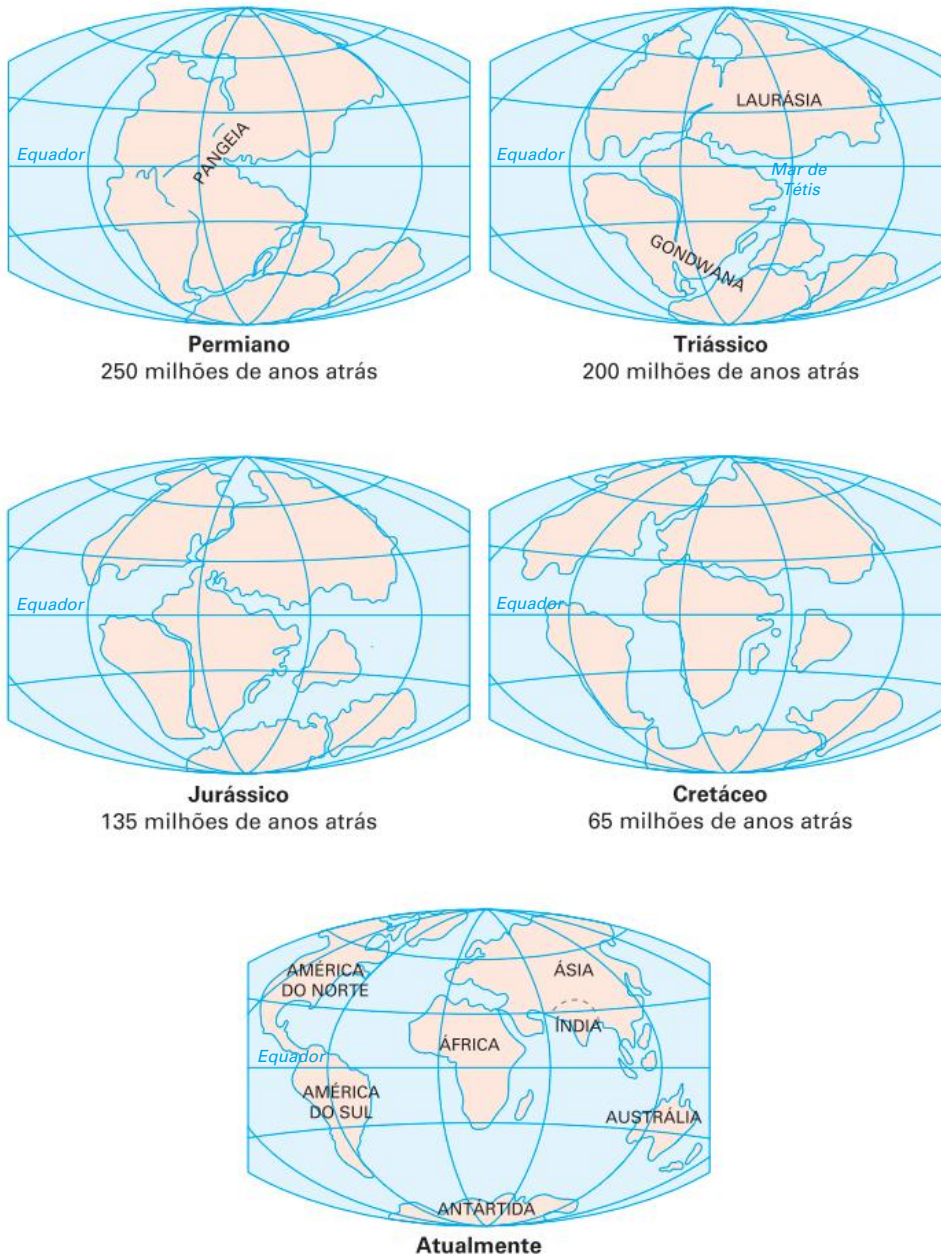 Equador
PANGEIA
Permiano
250 milhões de anos atrás
LAURÁSIA
Equador
Mar de
Tétis
GONDWANA
Triássico
200 milhões de anos atrás
Equador
Jurássico
135 milhões de anos atrás
Equador
Cretáceo
65 milhões de anos atrás
AMÉRICA
DO NORTE
ÁSIA
ÍNDIA
ÁFRICA
Equador
AMÉRICA
DO SUL
AUSTRÁLIA
ANTÁRTIDA
Atualmente